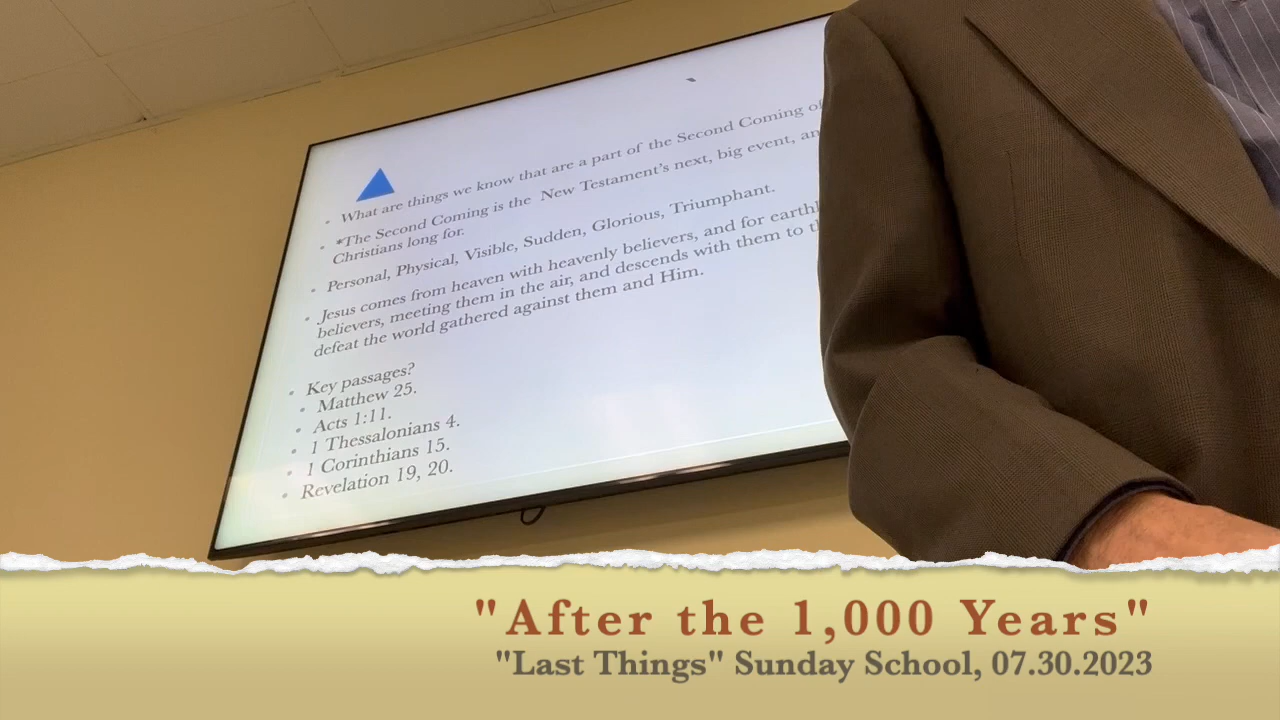 What are things we know that are a part of the Second Coming of
*The Second Coming is the New Testament's next, big event, an
Christians long for.
Personal, Physical, Visible, Sudden, Glorious, Triumphant.
Jesus comes from heaven with heavenly believers, and for earthl
believers, meeting them in the air, and descends with them to th
defeat the world gathered against them and Him.
Key passages?
Matthew 25.
Acts 1:11.
1 Thessalonians 4.
1 Corinthians 15.
Revelation 19, 20.
"After the 1,000 Years"
"Last Things" Sunday School, 07.30.2023